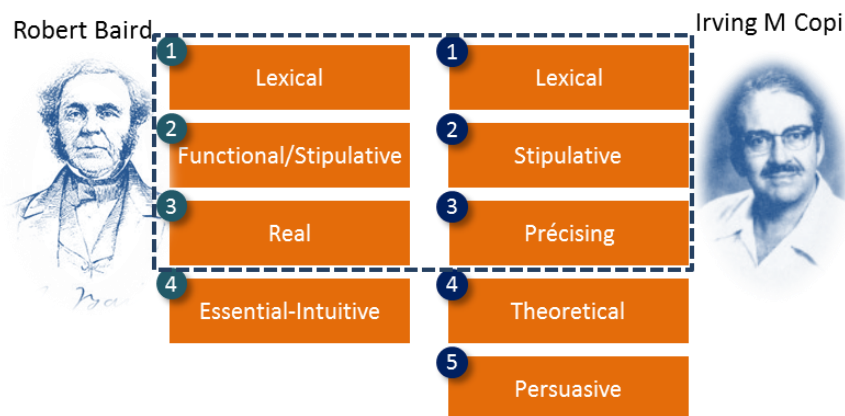 Robert Baird
Irving M Copi
1
Lexical
1
Lexical
2
Functional/Stipulative
2
Stipulative
3
Real
3
Précising
4
Essential-Intuitive
4
Theoretical
5
Persuasive